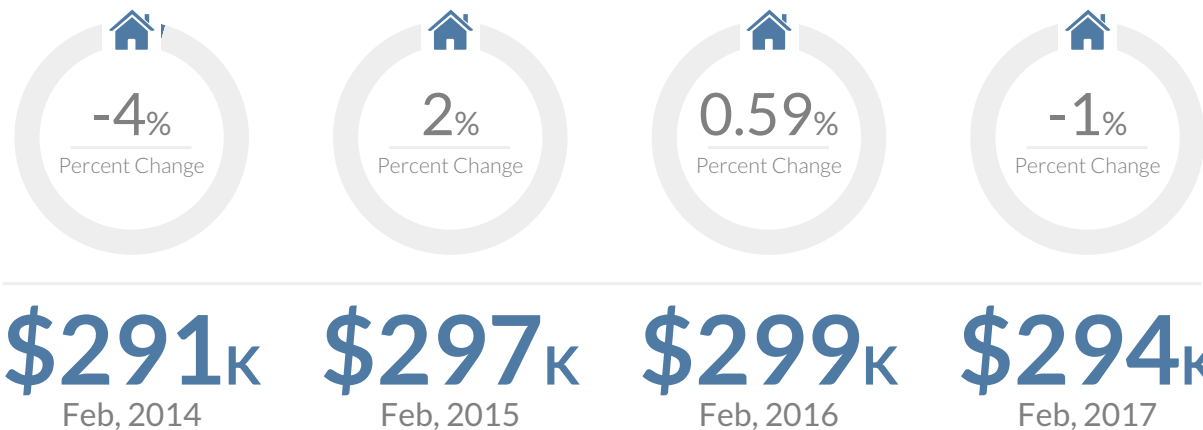 -4% 2% 0.59% -1%
Percent Change Percent Change Percent Change Percent Change
$291K $297K $299K $294K
Feb, 2014 Feb, 2015 Feb, 2016 Feb, 2017